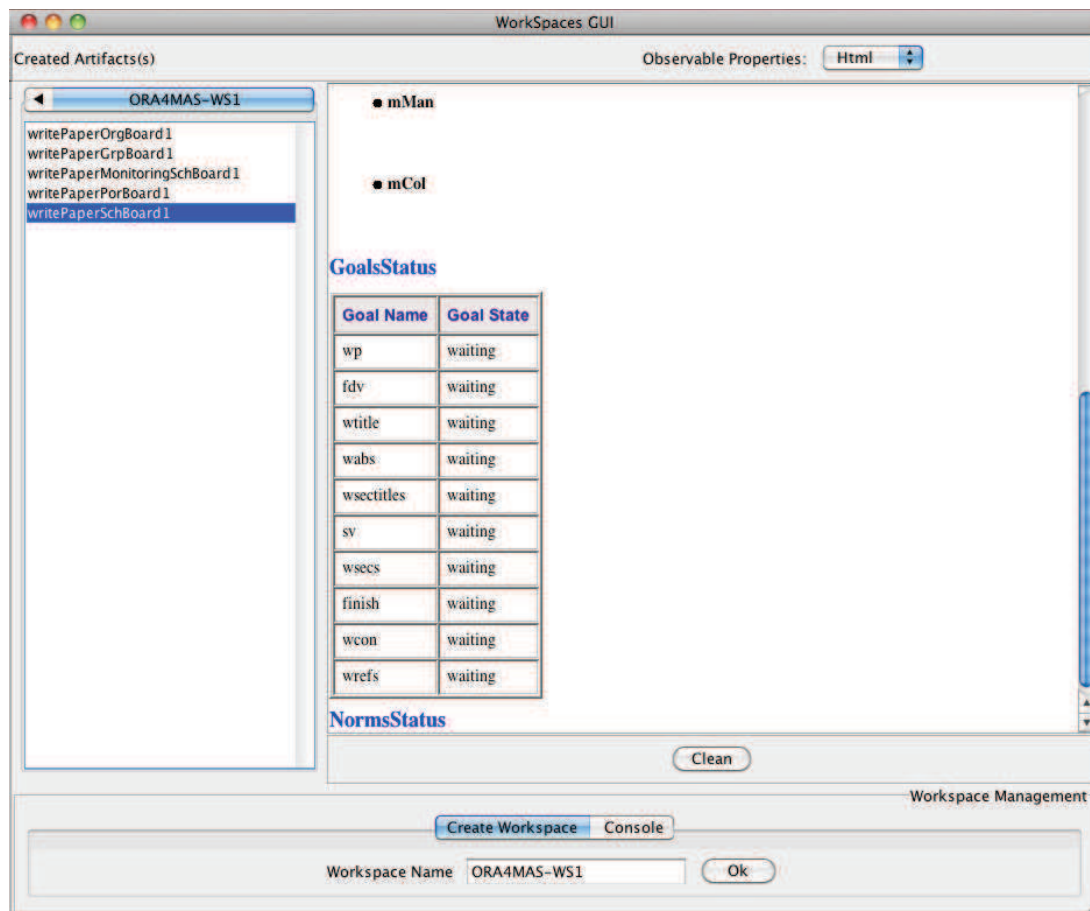 WorkSpaces GUI
Created Artifacts(s)
Observable Properties: Html
ORA4MAS-WS1
writePaperOrgBoard1
writePaperGrpBoard1
writePaperMonitoringSchBoard1
writePaperPorBoard1
writePaperSchBoard1
mMan
mCol
GoalsStatus
Goal Name Goal State
wp waiting
fdv waiting
wtitle waiting
wabs waiting
wsectitles waiting
sv waiting
wsecs waiting
finish waiting
wcon waiting
wrefs waiting
NormsStatus
Clean
Workspace Management
Create Workspace Console
Workspace Name ORA4MAS-WS1 Ok